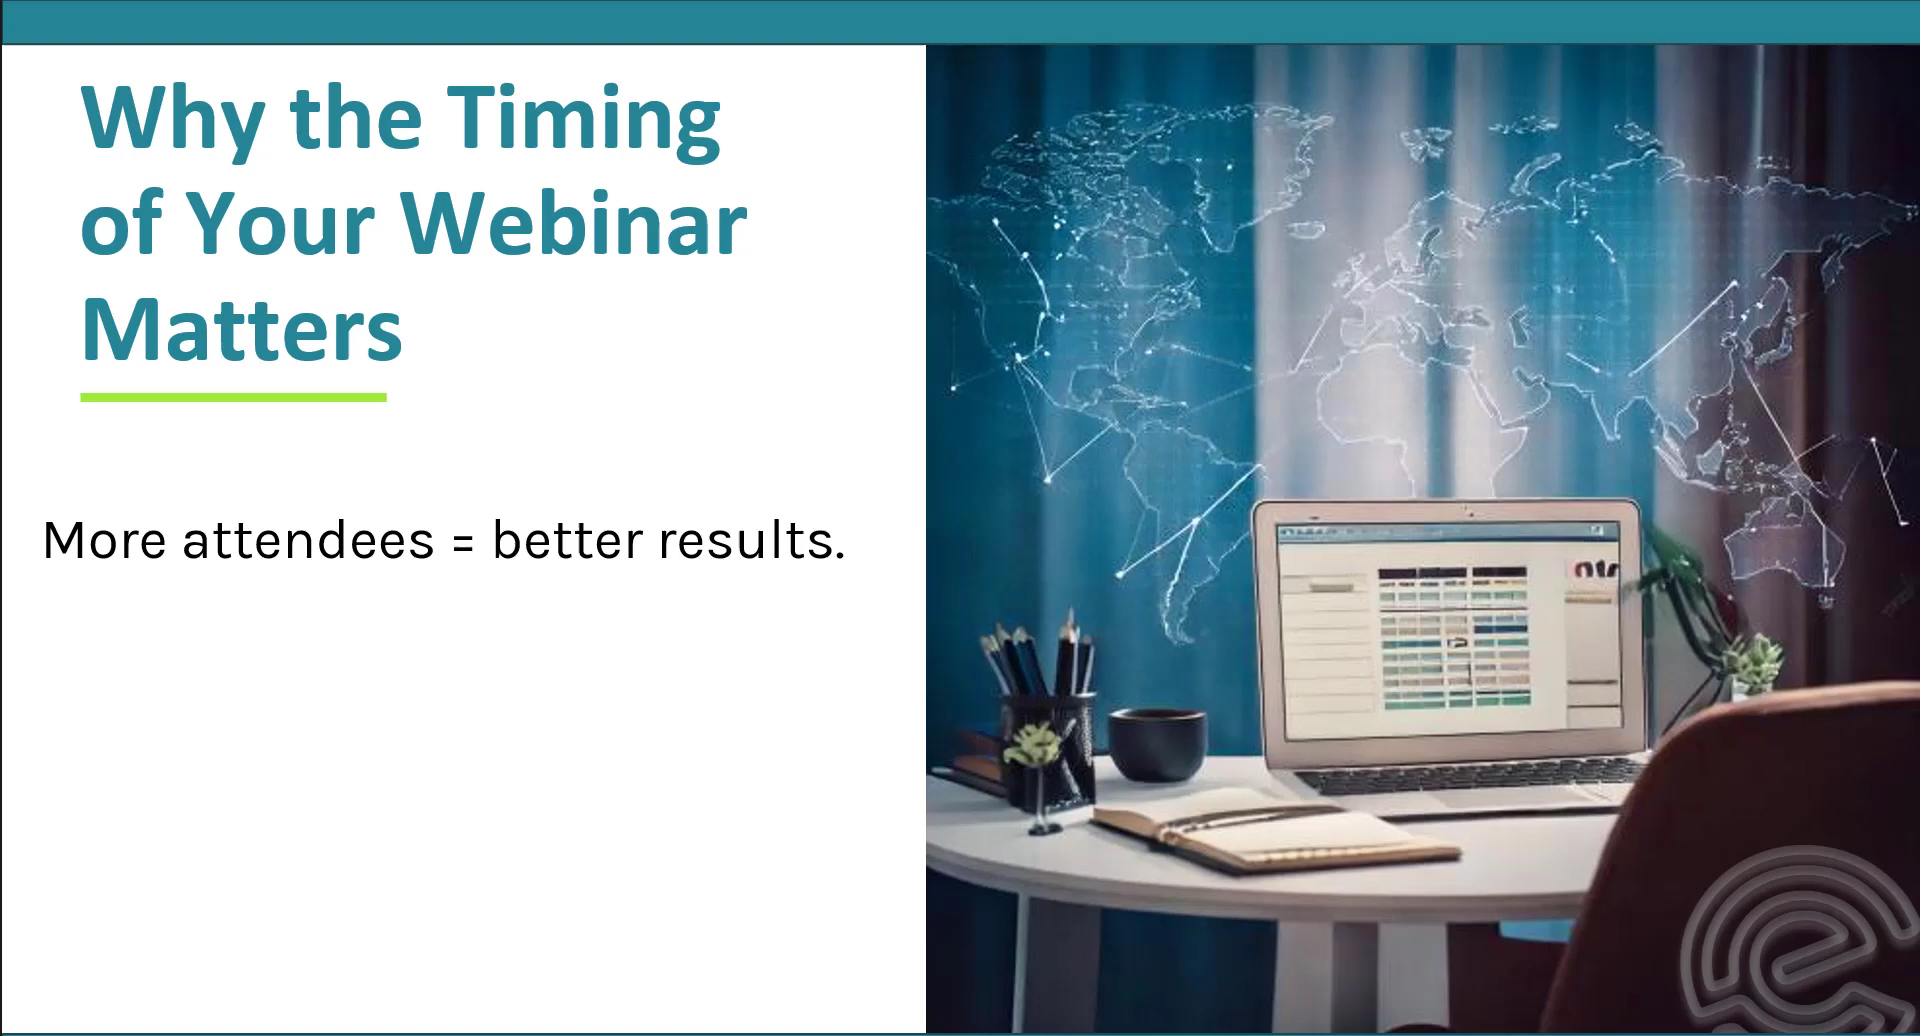 Why the Timing
of Your Webinar
Matters
More attendees = better results.